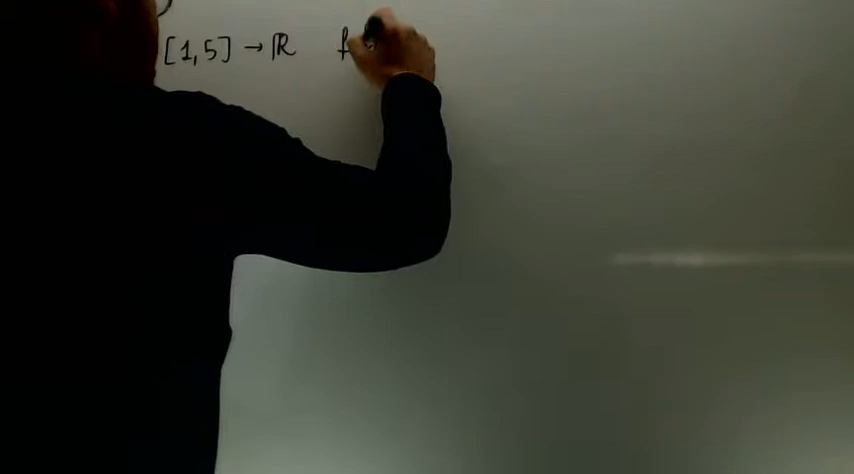 [1,5] → ℝ f